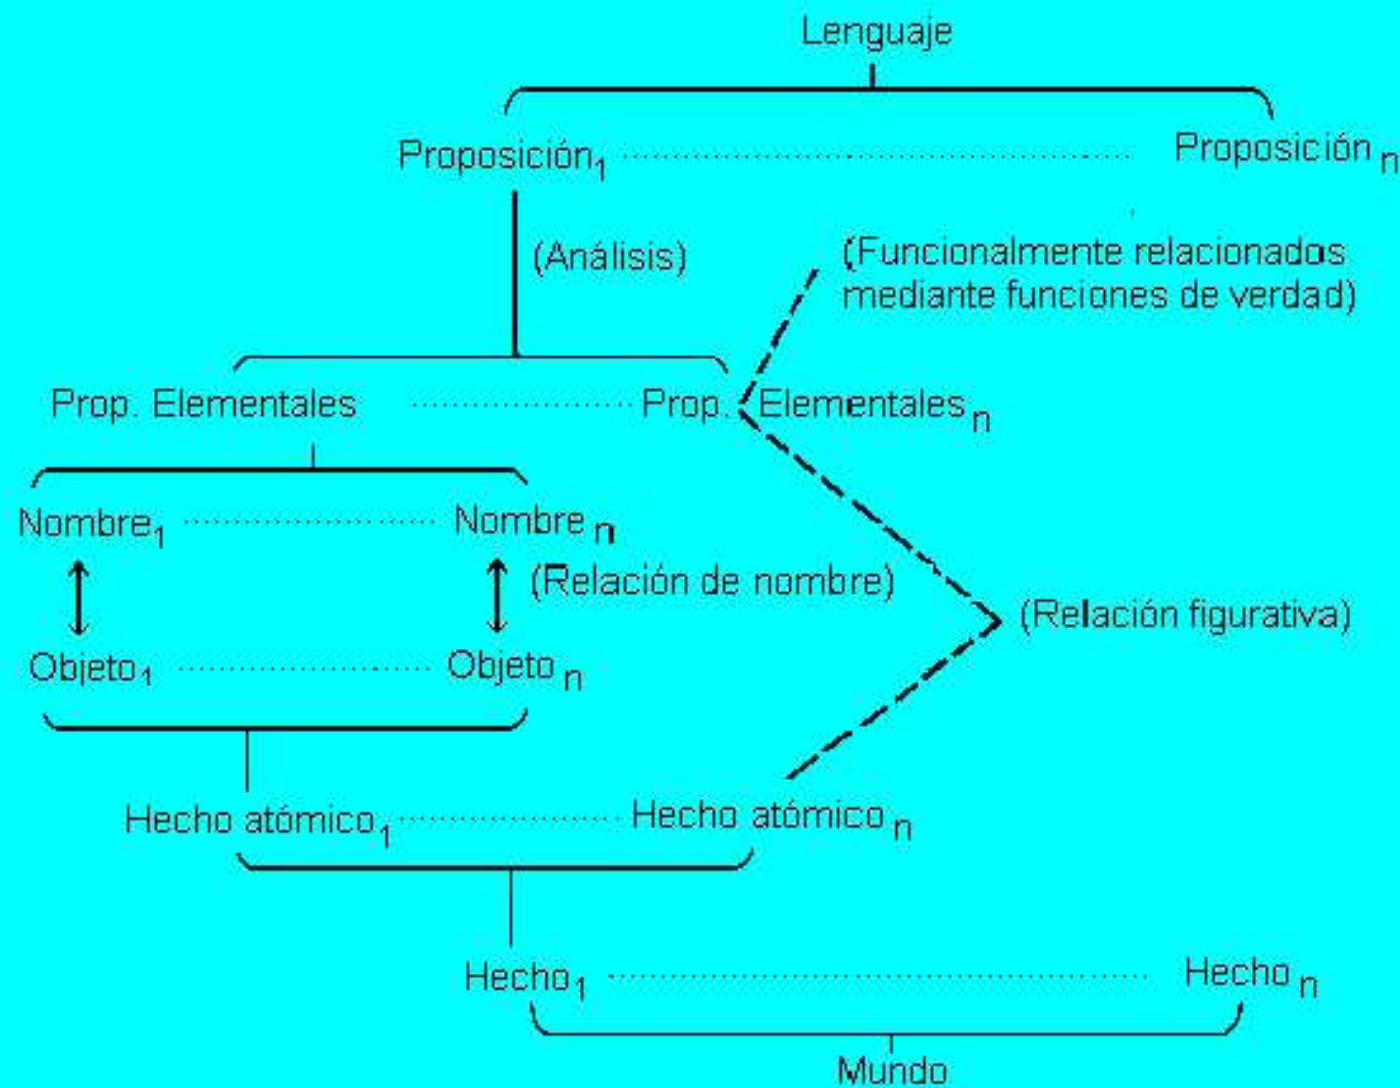 Lenguaje
Proposición1 Proposición n
(Análisis)
(Funcionalmente relacionados
mediante funciones de verdad)
Prop. Elementales Prop. Elementales n
Nombre1 Nombre n
(Relación de nombre)
(Relación figurativa)
Objeto1 Objeto n
Hecho atómico1 Hecho atómico n
Hecho1 Hecho n
Mundo